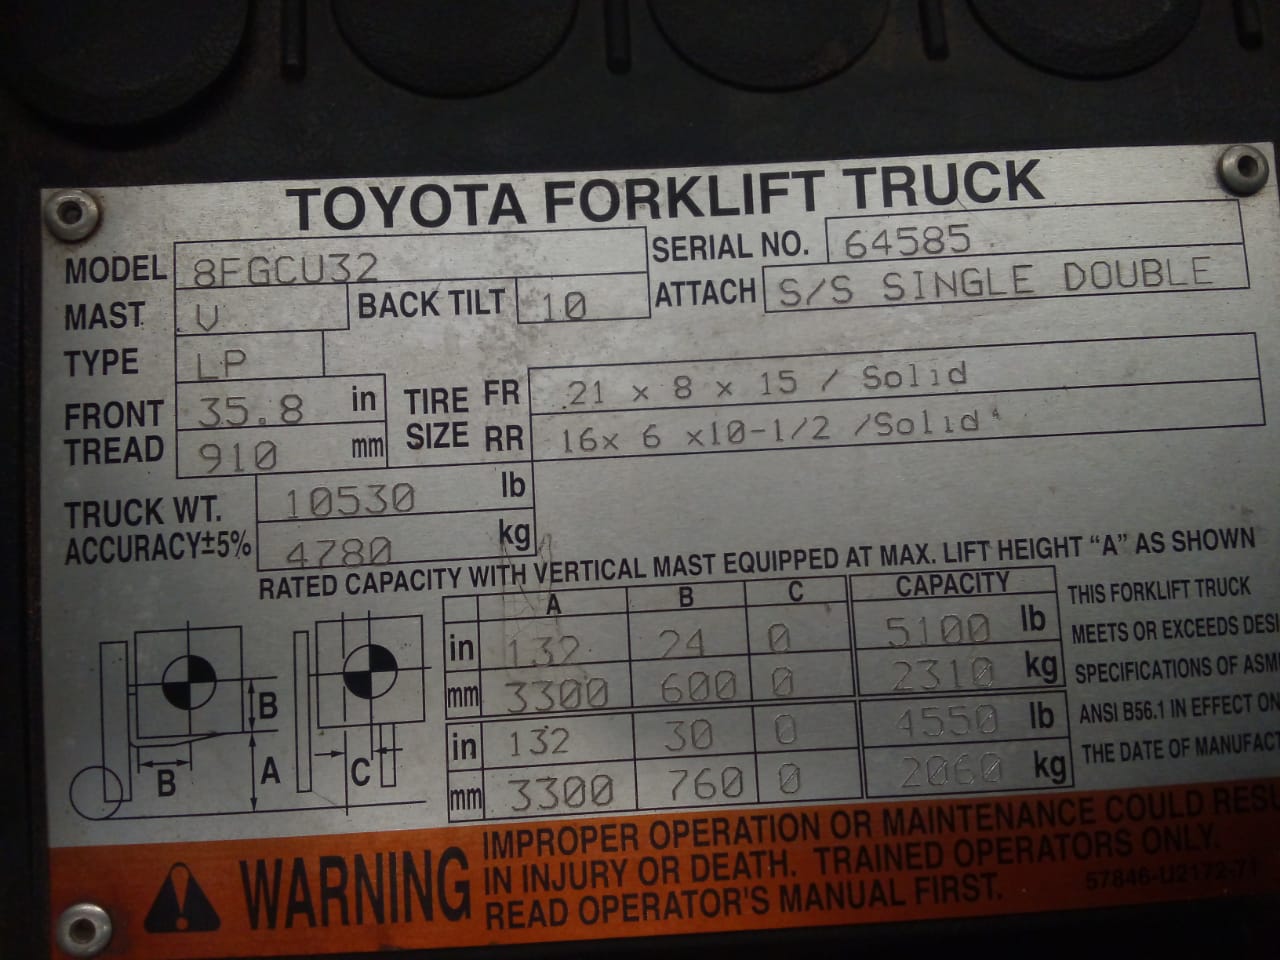 TOYOTA FORKLIFT TRUCK
MODEL 8FGCU32 SERIAL NO. 64585
MAST V BACK TILT 10 ATTACH S/S SINGLE DOUBLE
TYPE LP
FRONT TREAD 35.8 in 910 mm
TIRE SIZE FR 21 x 8 x 15 / Solid
RR 16x 6 x10-1/2 /Solid
TRUCK WT. 10530 lb
ACCURACY±5% 4780 kg
RATED CAPACITY WITH VERTICAL MAST EQUIPPED AT MAX. LIFT HEIGHT “A” AS SHOWN
A B C CAPACITY
in 132 24 0 5100 lb
mm 3300 600 0 2310 kg
in 132 30 0 4550 lb
mm 3300 760 0 2060 kg
B B A C
THIS FORKLIFT TRUCK
MEETS OR EXCEEDS DESI
SPECIFICATIONS OF ASM
ANSI B56.1 IN EFFECT ON
THE DATE OF MANUFAC
WARNING
IMPROPER OPERATION OR MAINTENANCE COULD RES
IN INJURY OR DEATH. TRAINED OPERATORS ONLY.
READ OPERATOR'S MANUAL FIRST.
57846-U2172-71